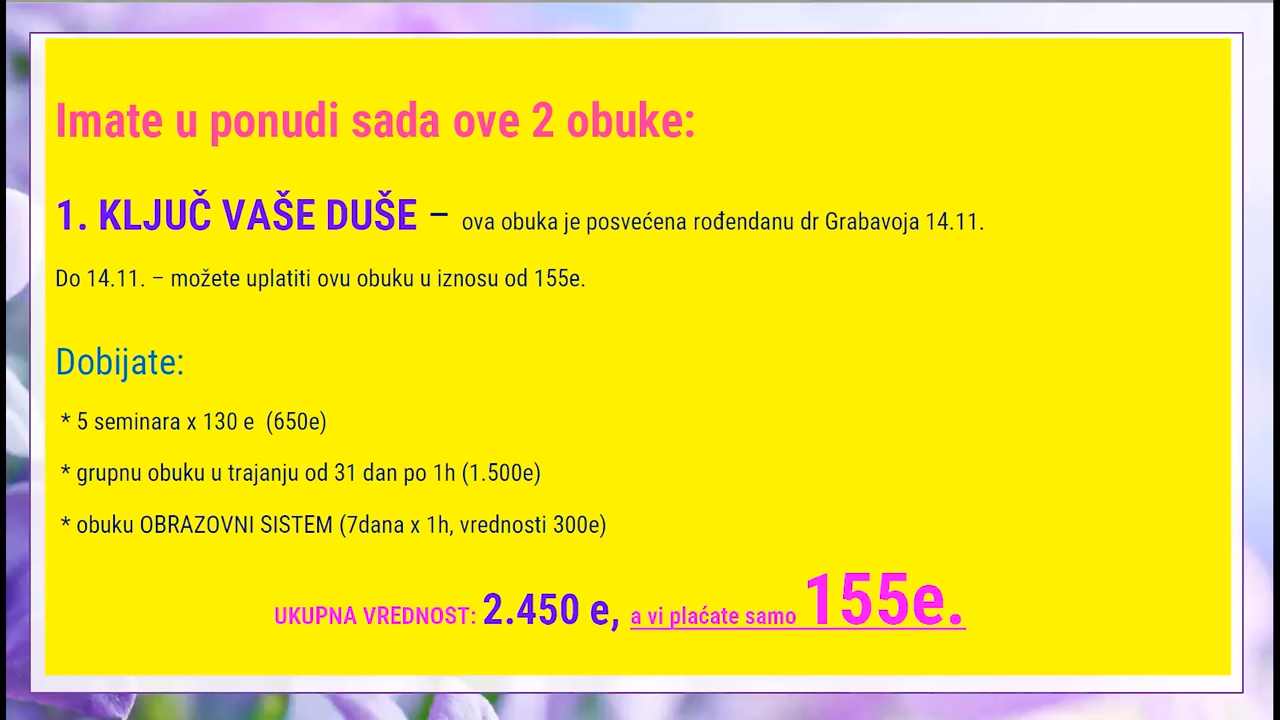 Imate u ponudi sada ove 2 obuke:
1. KLJUČ VAŠE DUŠE – ova obuka je posvećena rođendanu dr Grabavoja 14.11.
Do 14.11. – možete uplatiti ovu obuku u iznosu od 155e.
Dobijate:
* 5 seminara x 130 e  (650e)
* grupnu obuku u trajanju od 31 dan po 1h (1.500e)
* obuku OBRAZOVNI SISTEM (7dana x 1h, vrednosti 300e)
UKUPNA VREDNOST: 2.450 e, a vi plaćate samo 155e.